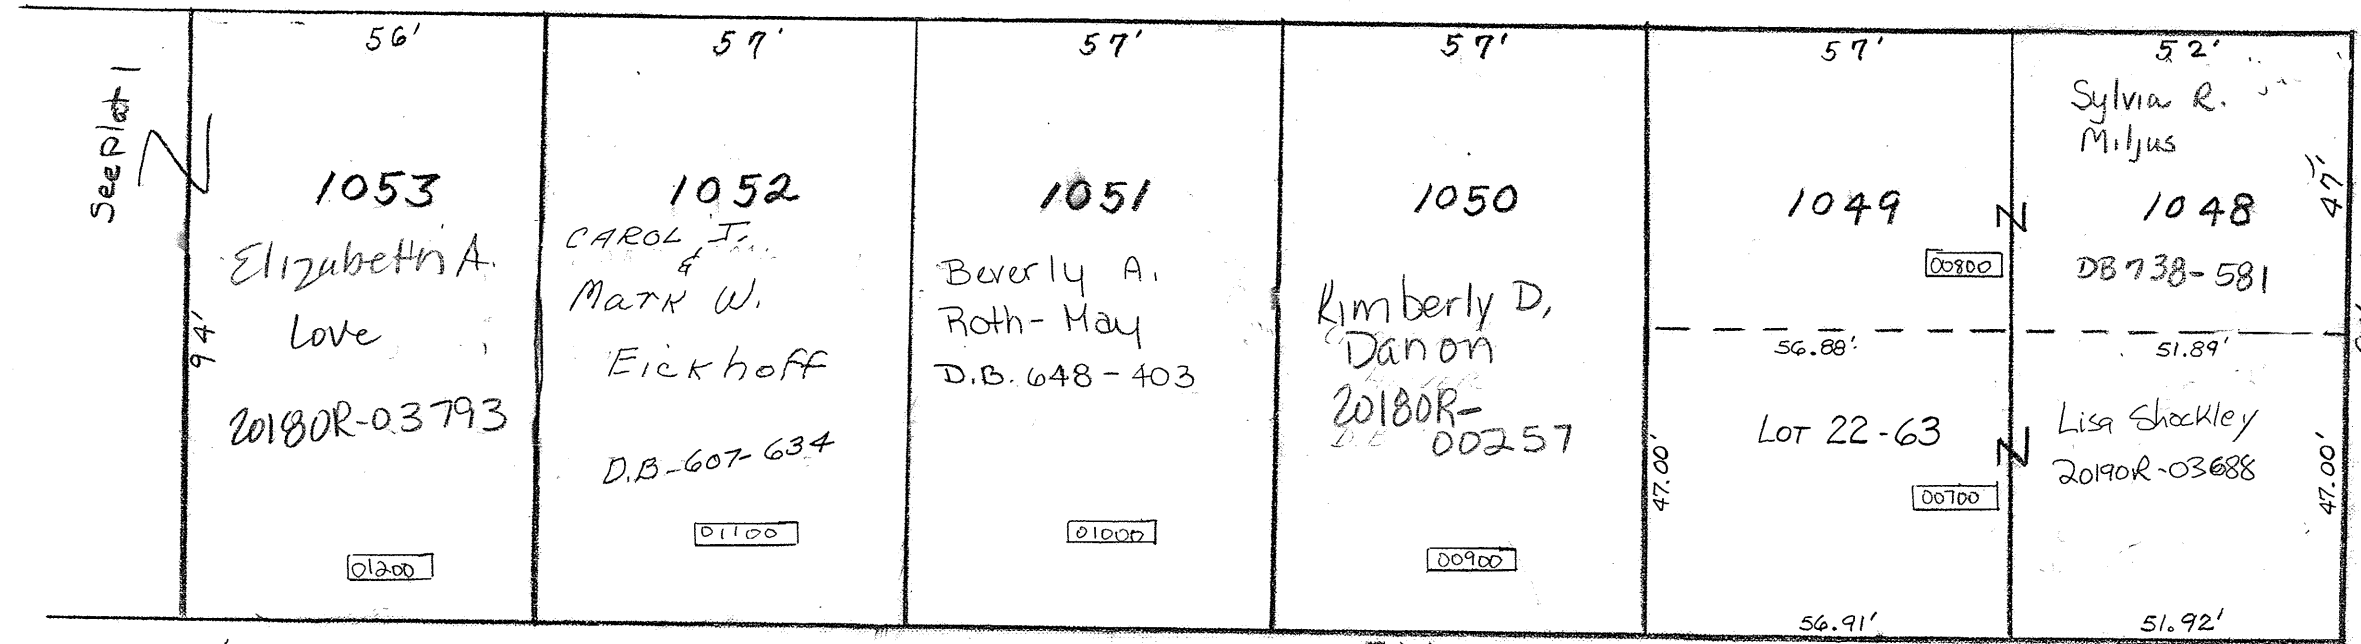 See Plat 1
94'
56'
1053
Elizabeth A.
Love
2018OR-03793
01200
57'
1052
CAROL J.
&
Mark W.
Eickhoff
D.B-607-634
01100
57'
1051
Beverly A.
Roth-May
D.B. 648-403
01000
57'
1050
Kimberly D.
Danon
2018OR-
00257
00900
57'
1049
00800
56.88'
47.00'
LOT 22-63
00700
56.91'
52'
Sylvia R.
Miljus
47'
1048
DB 738-581
51.89'
Lisa Shockley
2019OR-03688
47.00'
51.92'